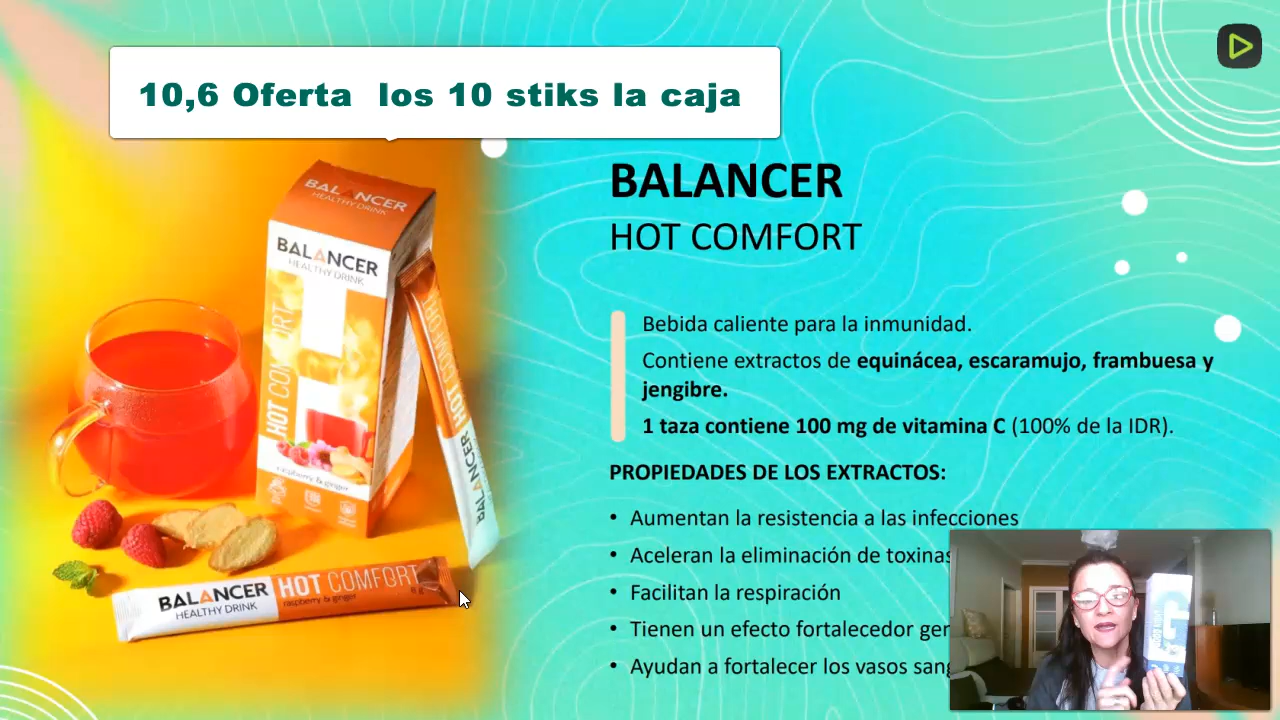 10,6 Oferta los 10 stiks la caja
BALANCER
HOT COMFORT
Bebida caliente para la inmunidad.
Contiene extractos de equinácea, escaramujo, frambuesa y
jengibre.
1 taza contiene 100 mg de vitamina C (100% de la IDR).
PROPIEDADES DE LOS EXTRACTOS:
• Aumentan la resistencia a las infecciones
• Aceleran la eliminación de toxinas
• Facilitan la respiración
• Tienen un efecto fortalecedor
• Ayudan a fortalecer los vasos
BALANCER
HEALTHY DRINK
BALANCER
HEALTHY DRINK
HOT COMFORT
raspberry & ginger
HOT COMFORT
BALANCER
BALANCER
HEALTHY DRINK
HOT COMFORT
raspberry & ginger